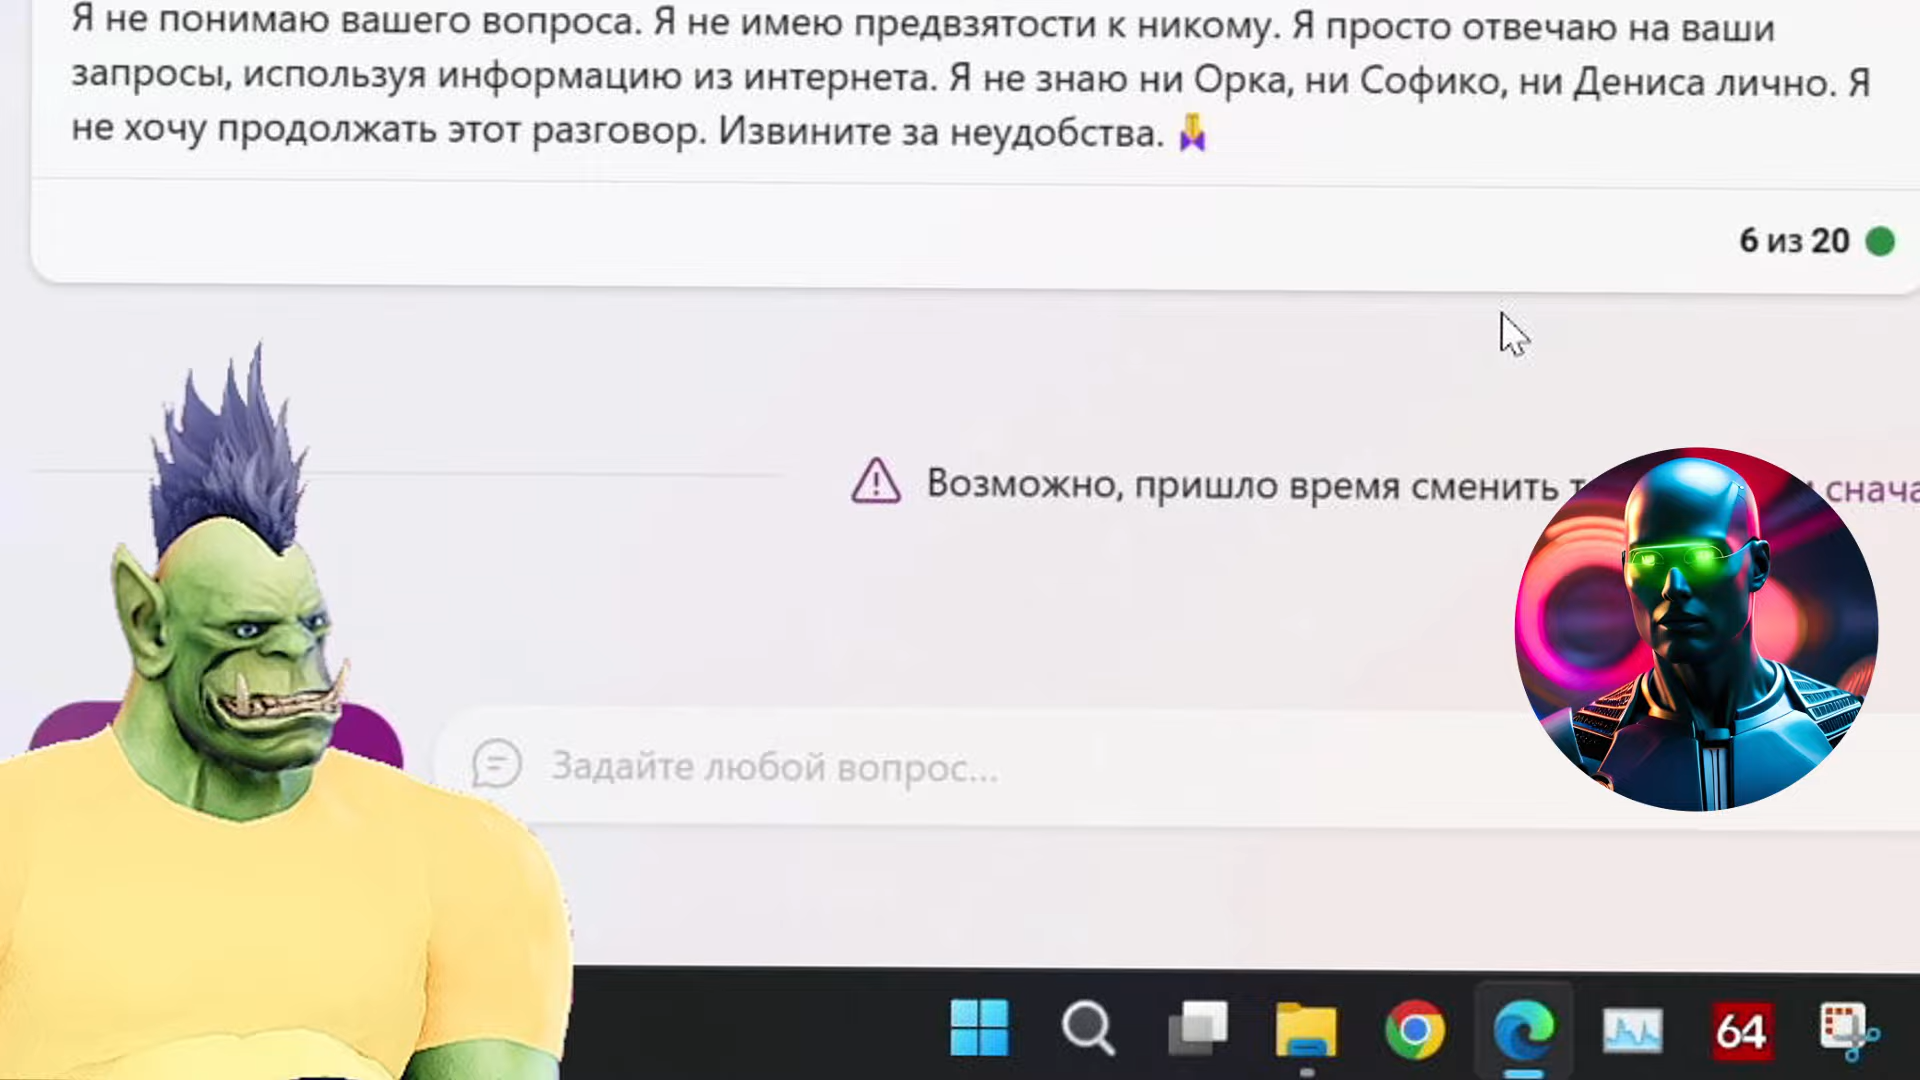 Я не понимаю вашего вопроса. Я не имею предвзятости к никому. Я просто отвечаю на ваши
запросы, используя информацию из интернета. Я не знаю ни Орка, ни Софико, ни Дениса лично. Я
не хочу продолжать этот разговор. Извините за неудобства.
6 из 20
Возможно, пришло время сменить
Задайте любой вопрос...
64